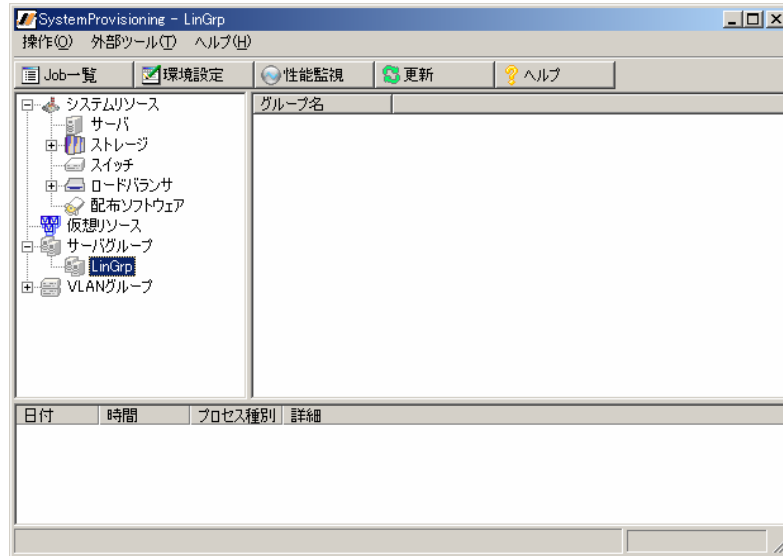 SystemProvisioning - LinGrp
操作(O) 外部ツール(T) ヘルプ(H)
Job一覧 環境設定 性能監視 更新 ヘルプ
システムリソース
サーバ
ストレージ
スイッチ
ロードバランサ
配布ソフトウェア
仮想リソース
サーバグループ
LinGrp
VLANグループ
グループ名
日付 時間 プロセス種別 詳細